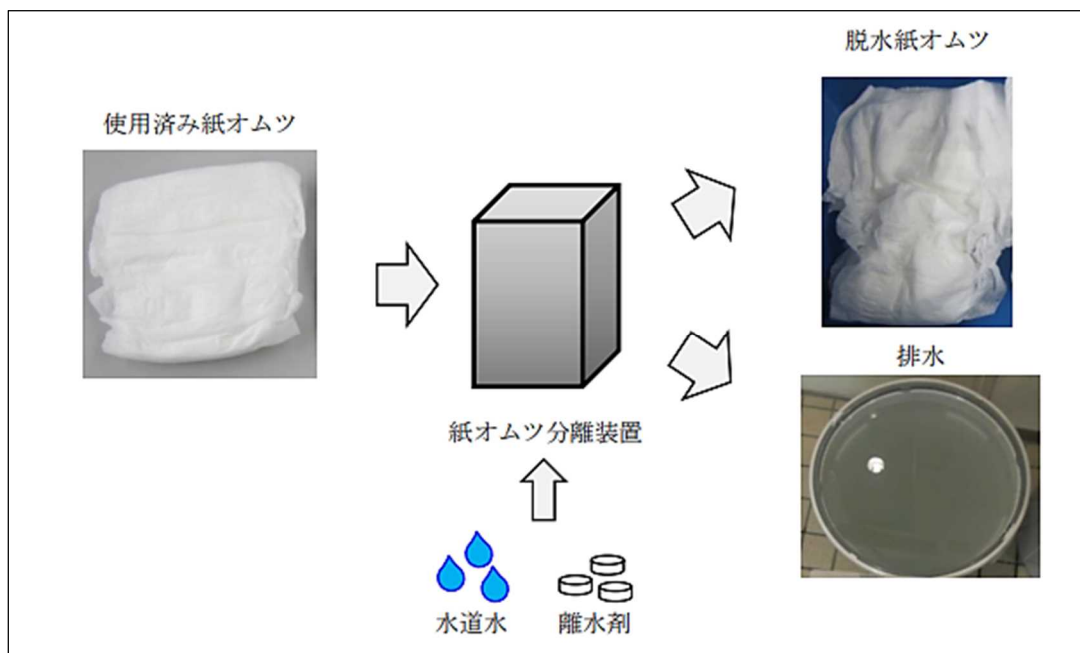 使用済み紙オムツ
脱水紙オムツ
紙オムツ分離装置
排水
水道水
離水剤